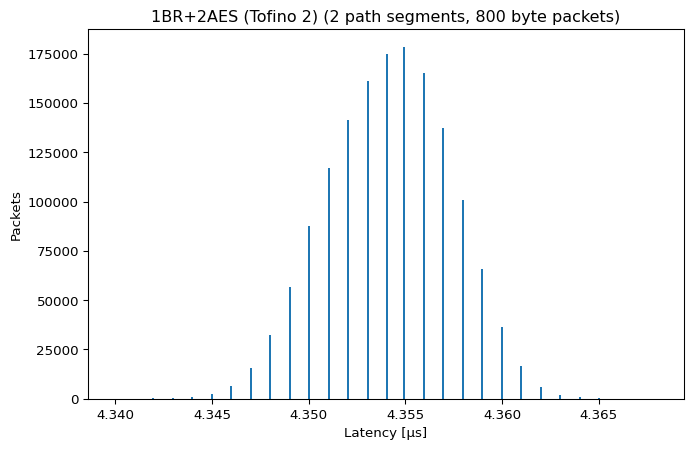 1BR+2AES (Tofino 2) (2 path segments, 800 byte packets)
175000
150000
125000
100000
75000
50000
25000
0
Packets
4.340 4.345 4.350 4.355 4.360 4.365
Latency [µs]